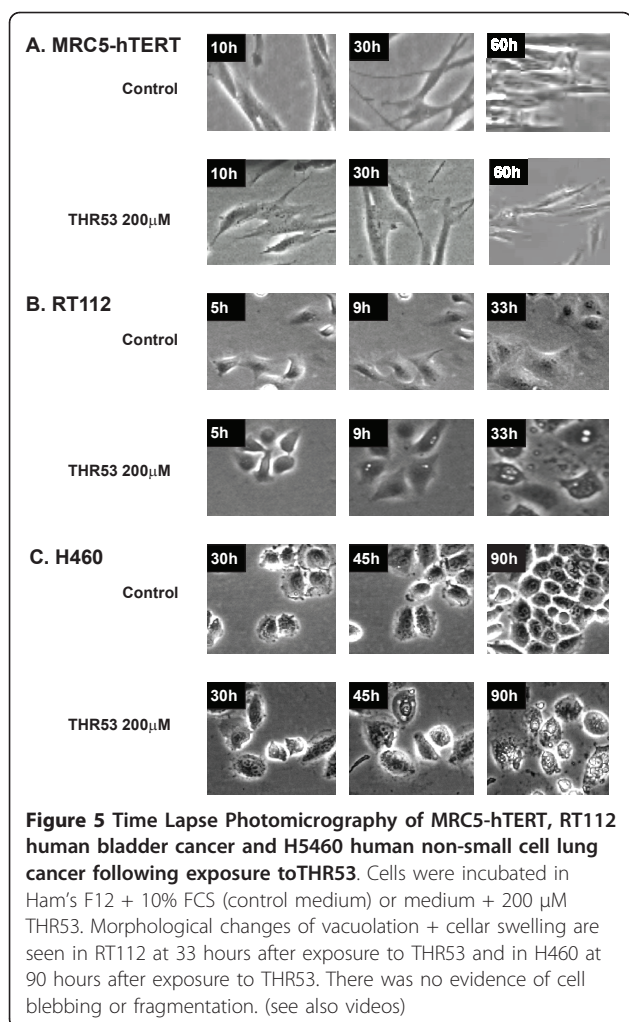 A. MRC5-hTERT
Control
10h
30h
60h
THR53 200µM
10h
30h
60h
B. RT112
Control
5h
9h
33h
THR53 200µM
5h
9h
33h
C. H460
Control
30h
45h
90h
THR53 200µM
30h
45h
90h
Figure 5 Time Lapse Photomicrography of MRC5-hTERT, RT112
human bladder cancer and H5460 human non-small cell lung
cancer following exposure toTHR53. Cells were incubated in
Ham's F12 + 10% FCS (control medium) or medium + 200 µM
THR53. Morphological changes of vacuolation + cellar swelling are
seen in RT112 at 33 hours after exposure to THR53 and in H460 at
90 hours after exposure to THR53. There was no evidence of cell
blebbing or fragmentation. (see also videos)